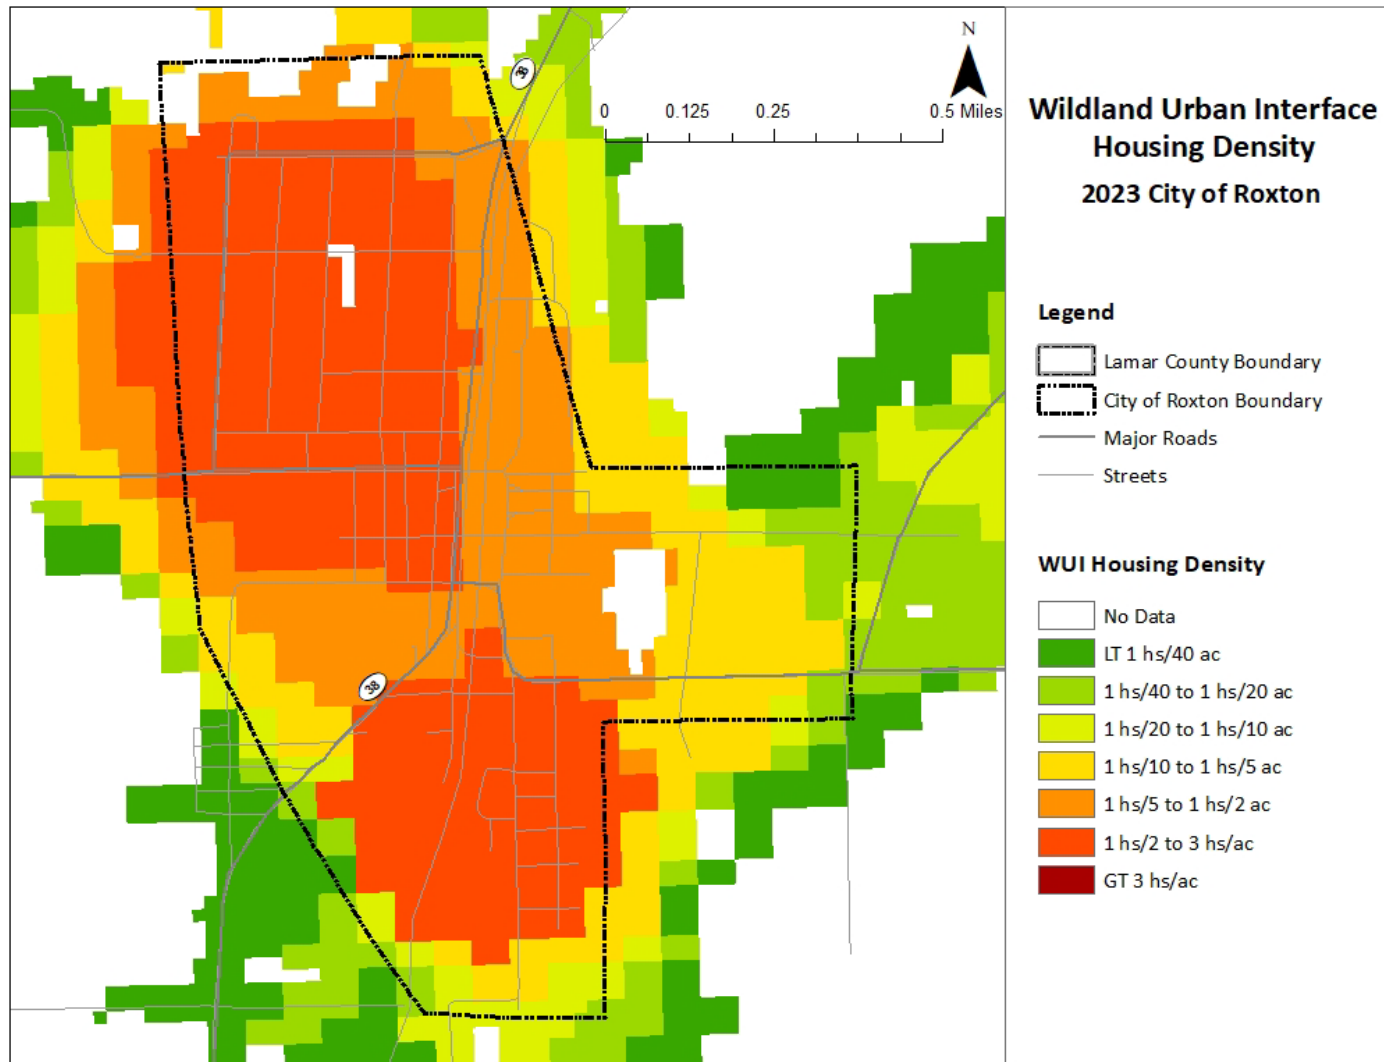 38
N
0 0.125 0.25 0.5 Miles
38
Wildland Urban Interface
Housing Density
2023 City of Roxton
Legend
Lamar County Boundary
City of Roxton Boundary
Major Roads
Streets
WUI Housing Density
No Data
LT 1 hs/40 ac
1 hs/40 to 1 hs/20 ac
1 hs/20 to 1 hs/10 ac
1 hs/10 to 1 hs/5 ac
1 hs/5 to 1 hs/2 ac
1 hs/2 to 3 hs/ac
GT 3 hs/ac